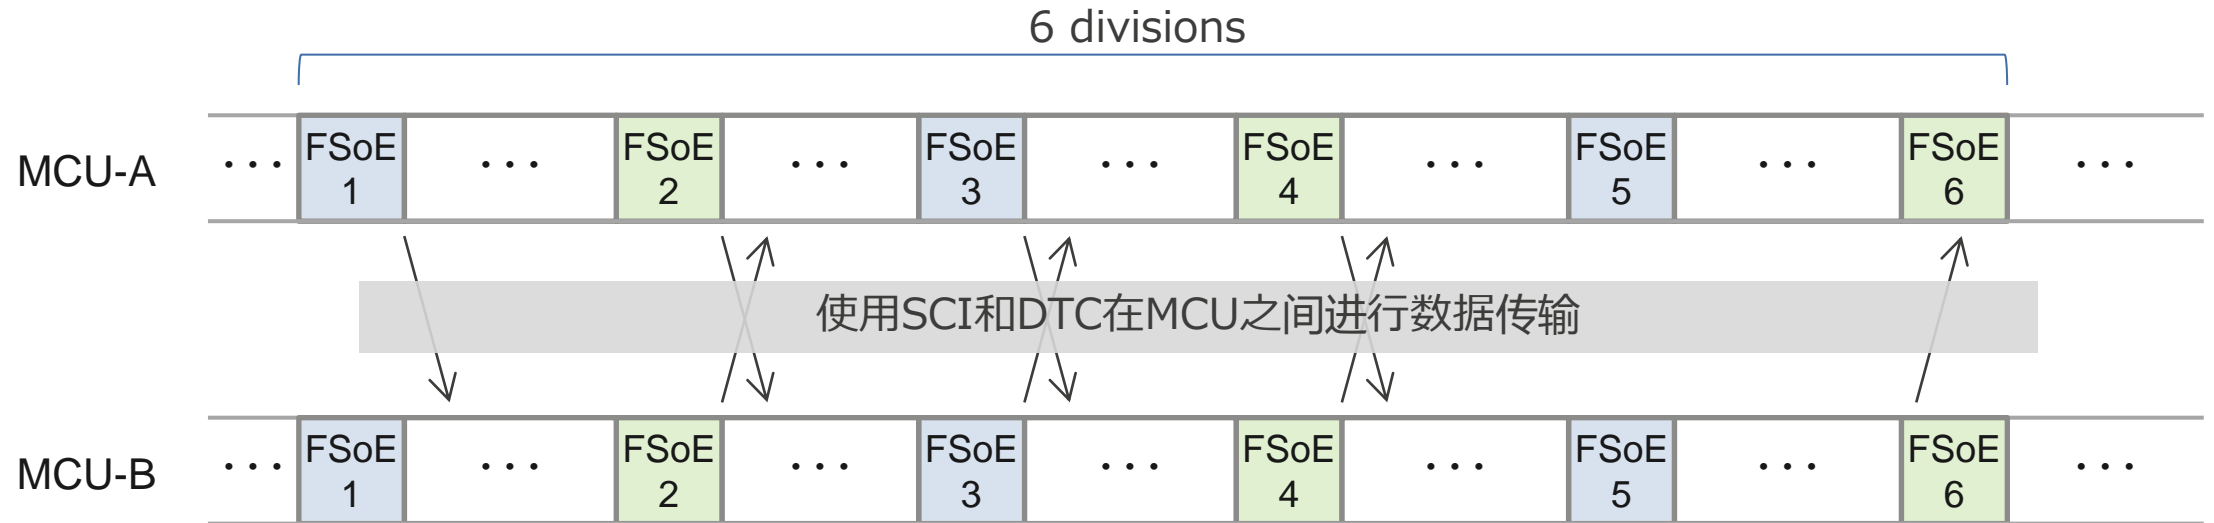 6 divisions
MCU-A
... FSoE 1 ... FSoE 2 ... FSoE 3 ... FSoE 4 ... FSoE 5 ... FSoE 6 ...
使用SCI和DTC在MCU之间进行数据传输
MCU-B
... FSoE 1 ... FSoE 2 ... FSoE 3 ... FSoE 4 ... FSoE 5 ... FSoE 6 ...